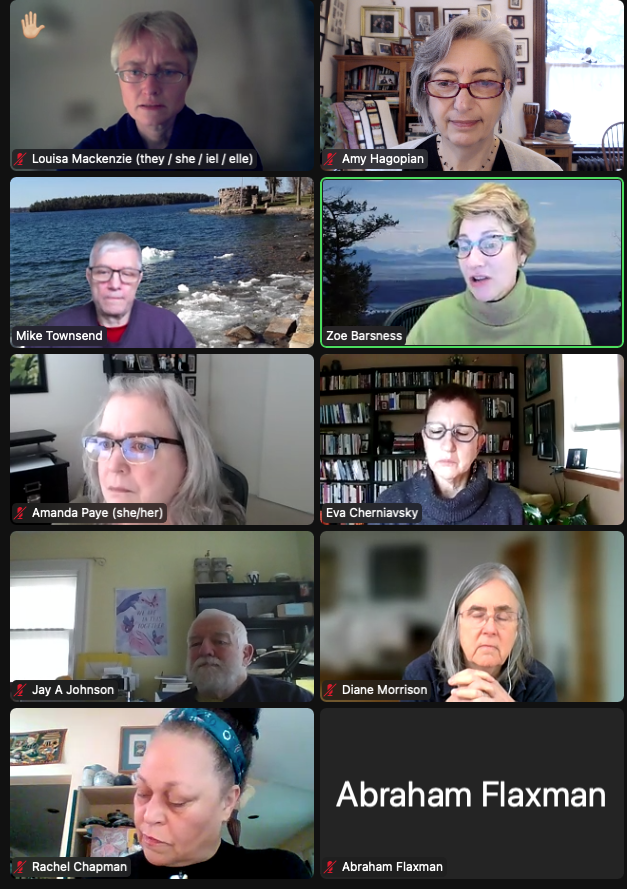 Louisa Mackenzie (they / she / iel / elle)
Amy Hagopian
Mike Townsend
Zoe Barsness
Amanda Paye (she/her)
Eva Cherniavsky
W
Jay A Johnson
Diane Morrison
Abraham Flaxman
Rachel Chapman
Abraham Flaxman